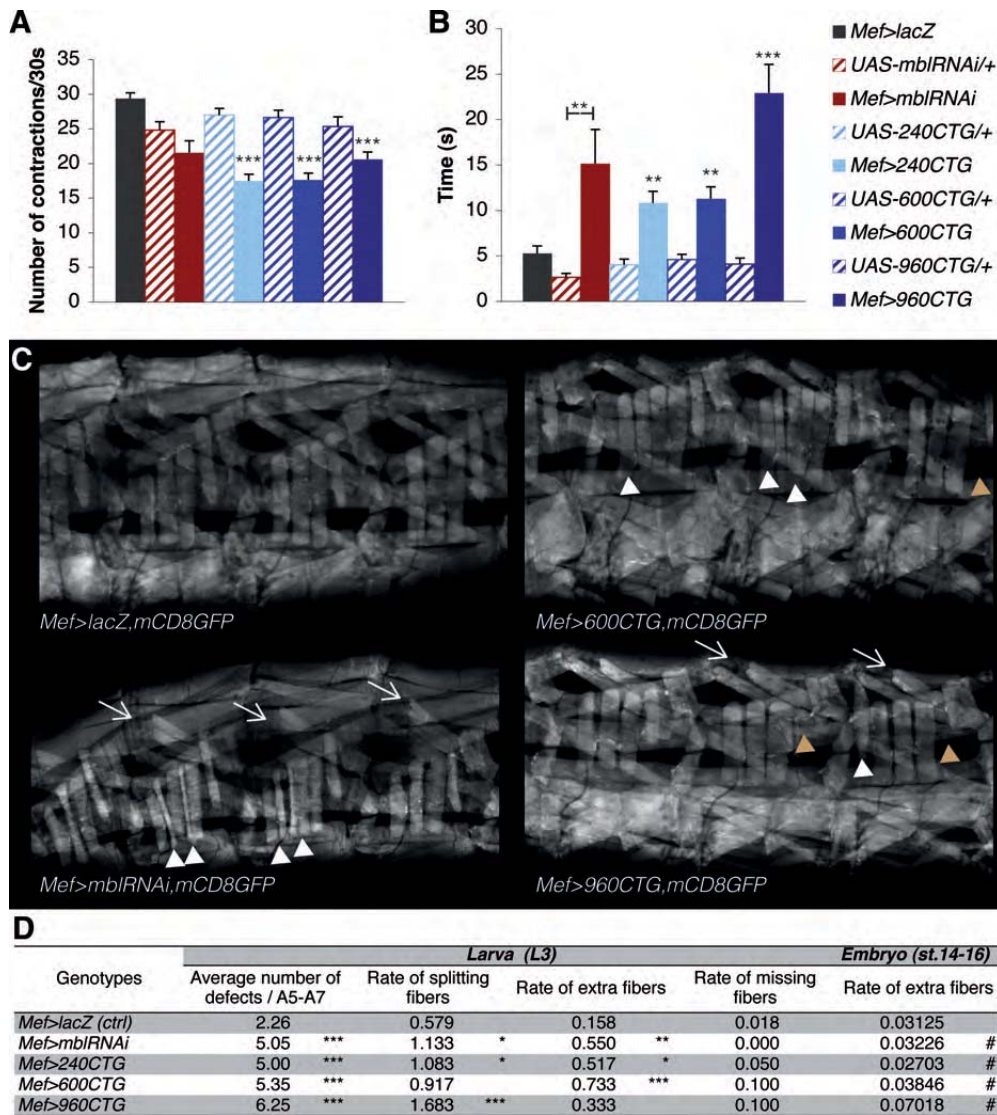 A
Number of contractions/30s
35
30
25
20
15
10
5
0
***
***
***
B
Time (s)
30
25
20
15
10
5
0
**
**
**
***
Mef>lacZ
UAS-mblRNAi/+
Mef>mblRNAi
UAS-240CTG/+
Mef>240CTG
UAS-600CTG/+
Mef>600CTG
UAS-960CTG/+
Mef>960CTG
C
Mef>lacZ,mCD8GFP
Mef>600CTG,mCD8GFP
Mef>mblRNAi,mCD8GFP
Mef>960CTG,mCD8GFP
D
Larva (L3) Embryo (st.14-16)
Genotypes Average number of defects / A5-A7 Rate of splitting fibers Rate of extra fibers Rate of missing fibers Rate of extra fibers
Mef>lacZ (ctrl) 2.26 0.579 0.158 0.018 0.03125
Mef>mblRNAi 5.05 *** 1.133 * 0.550 ** 0.000 0.03226 #
Mef>240CTG 5.00 *** 1.083 * 0.517 * 0.050 0.02703 #
Mef>600CTG 5.35 *** 0.917 0.733 *** 0.100 0.03846 #
Mef>960CTG 6.25 *** 1.683 *** 0.333 0.100 0.07018 #